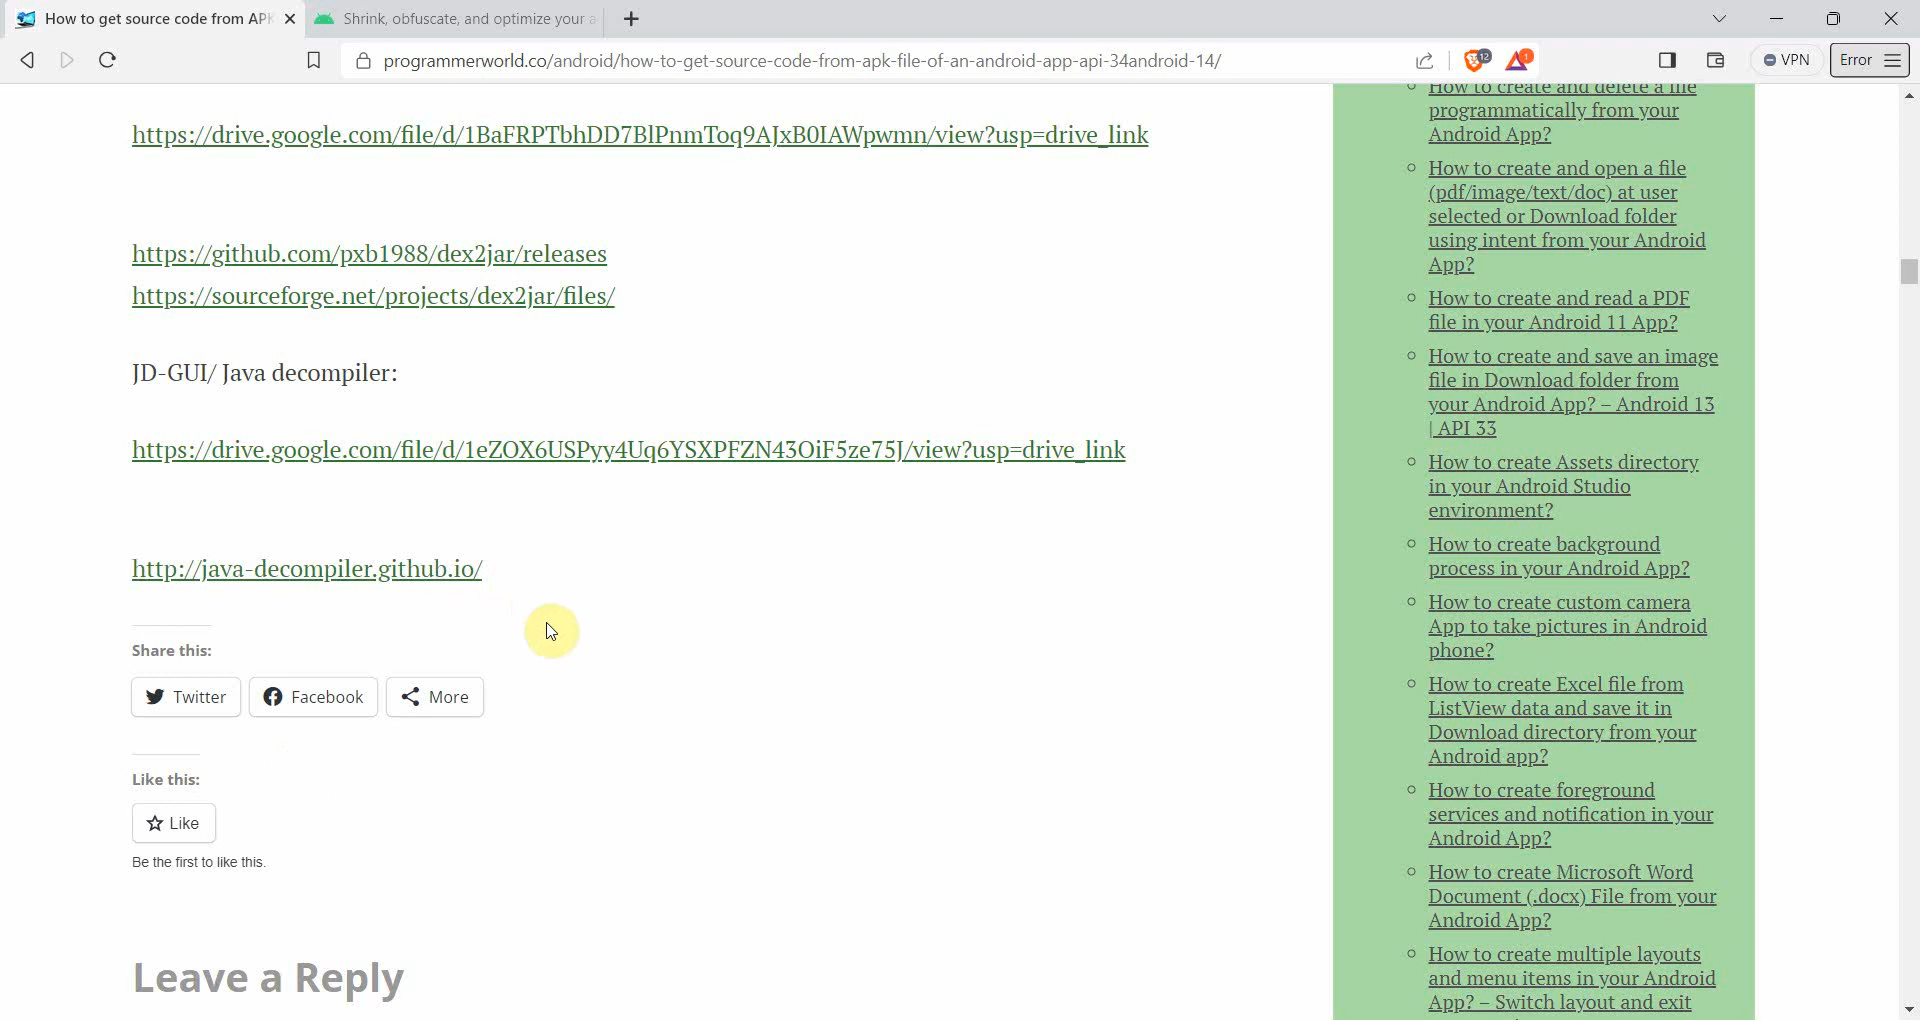 How to get source code from APK
Shrink, obfuscate, and optimize your a
programmerworld.co/android/how-to-get-source-code-from-apk-file-of-an-android-app-api-34android-14/
12
1
VPN
Error
https://drive.google.com/file/d/1BaFRPTbhDD7BlPnmToq9AJxB0IAWpwmn/view?usp=drive_link
https://github.com/pxb1988/dex2jar/releases
https://sourceforge.net/projects/dex2jar/files/
JD-GUI/ Java decompiler:
https://drive.google.com/file/d/1eZOX6USPyy4Uq6YSXPFZN43OiF5ze75J/view?usp=drive_link
http://java-decompiler.github.io/
Share this:
Twitter
Facebook
More
Like this:
Like
Be the first to like this.
Leave a Reply
How to create and delete a file
programmatically from your
Android App?
How to create and open a file
(pdf/image/text/doc) at user
selected or Download folder
using intent from your Android
App?
How to create and read a PDF
file in your Android 11 App?
How to create and save an image
file in Download folder from
your Android App? – Android 13
| API 33
How to create Assets directory
in your Android Studio
environment?
How to create background
process in your Android App?
How to create custom camera
App to take pictures in Android
phone?
How to create Excel file from
ListView data and save it in
Download directory from your
Android app?
How to create foreground
services and notification in your
Android App?
How to create Microsoft Word
Document (.docx) File from your
Android App?
How to create multiple layouts
and menu items in your Android
App? – Switch layout and exit